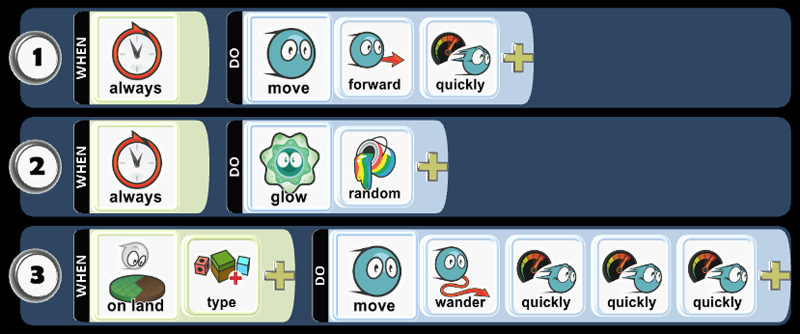 1 WHEN always DO move forward quickly
2 WHEN always DO glow random
3 WHEN on land type DO move wander quickly quickly quickly